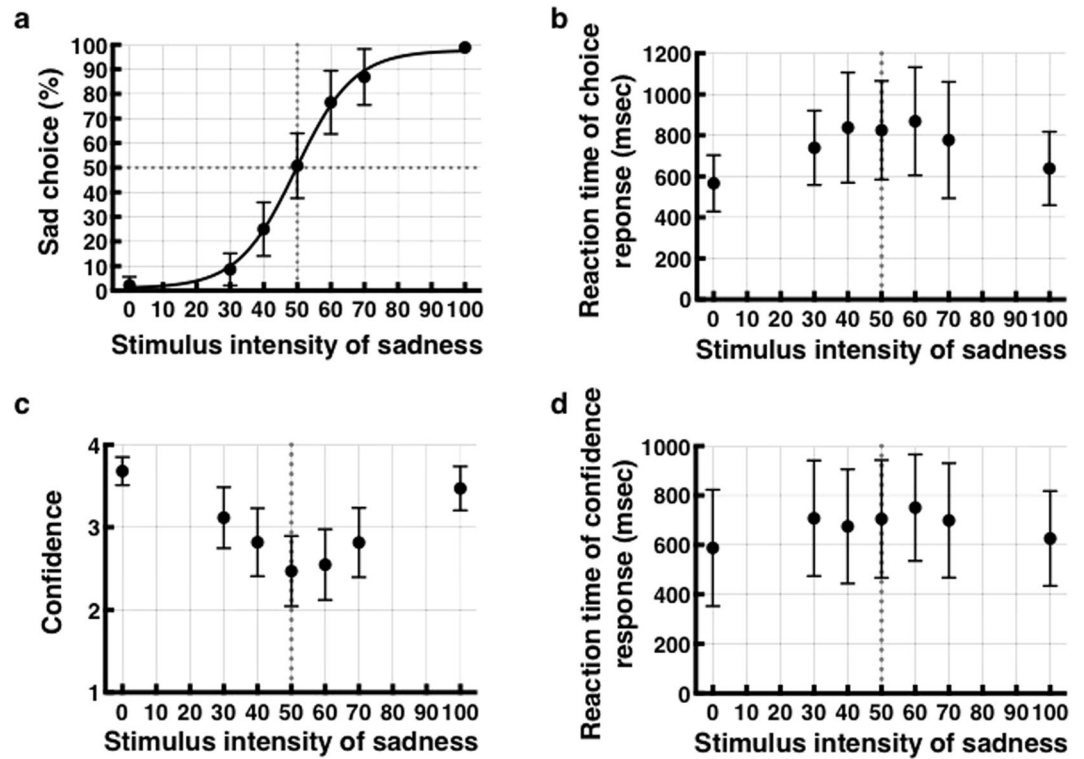 a
Sad choice (%)
100
90
80
70
60
50
40
30
20
10
0
0 10 20 30 40 50 60 70 80 90 100
Stimulus intensity of sadness
b
Reaction time of choice
reponse (msec)
1200
1000
800
600
400
200
0
0 10 20 30 40 50 60 70 80 90 100
Stimulus intensity of sadness
c
Confidence
4
3
2
1
0 10 20 30 40 50 60 70 80 90 100
Stimulus intensity of sadness
d
Reaction time of confidence
response (msec)
1000
800
600
400
200
0
0 10 20 30 40 50 60 70 80 90 100
Stimulus intensity of sadness